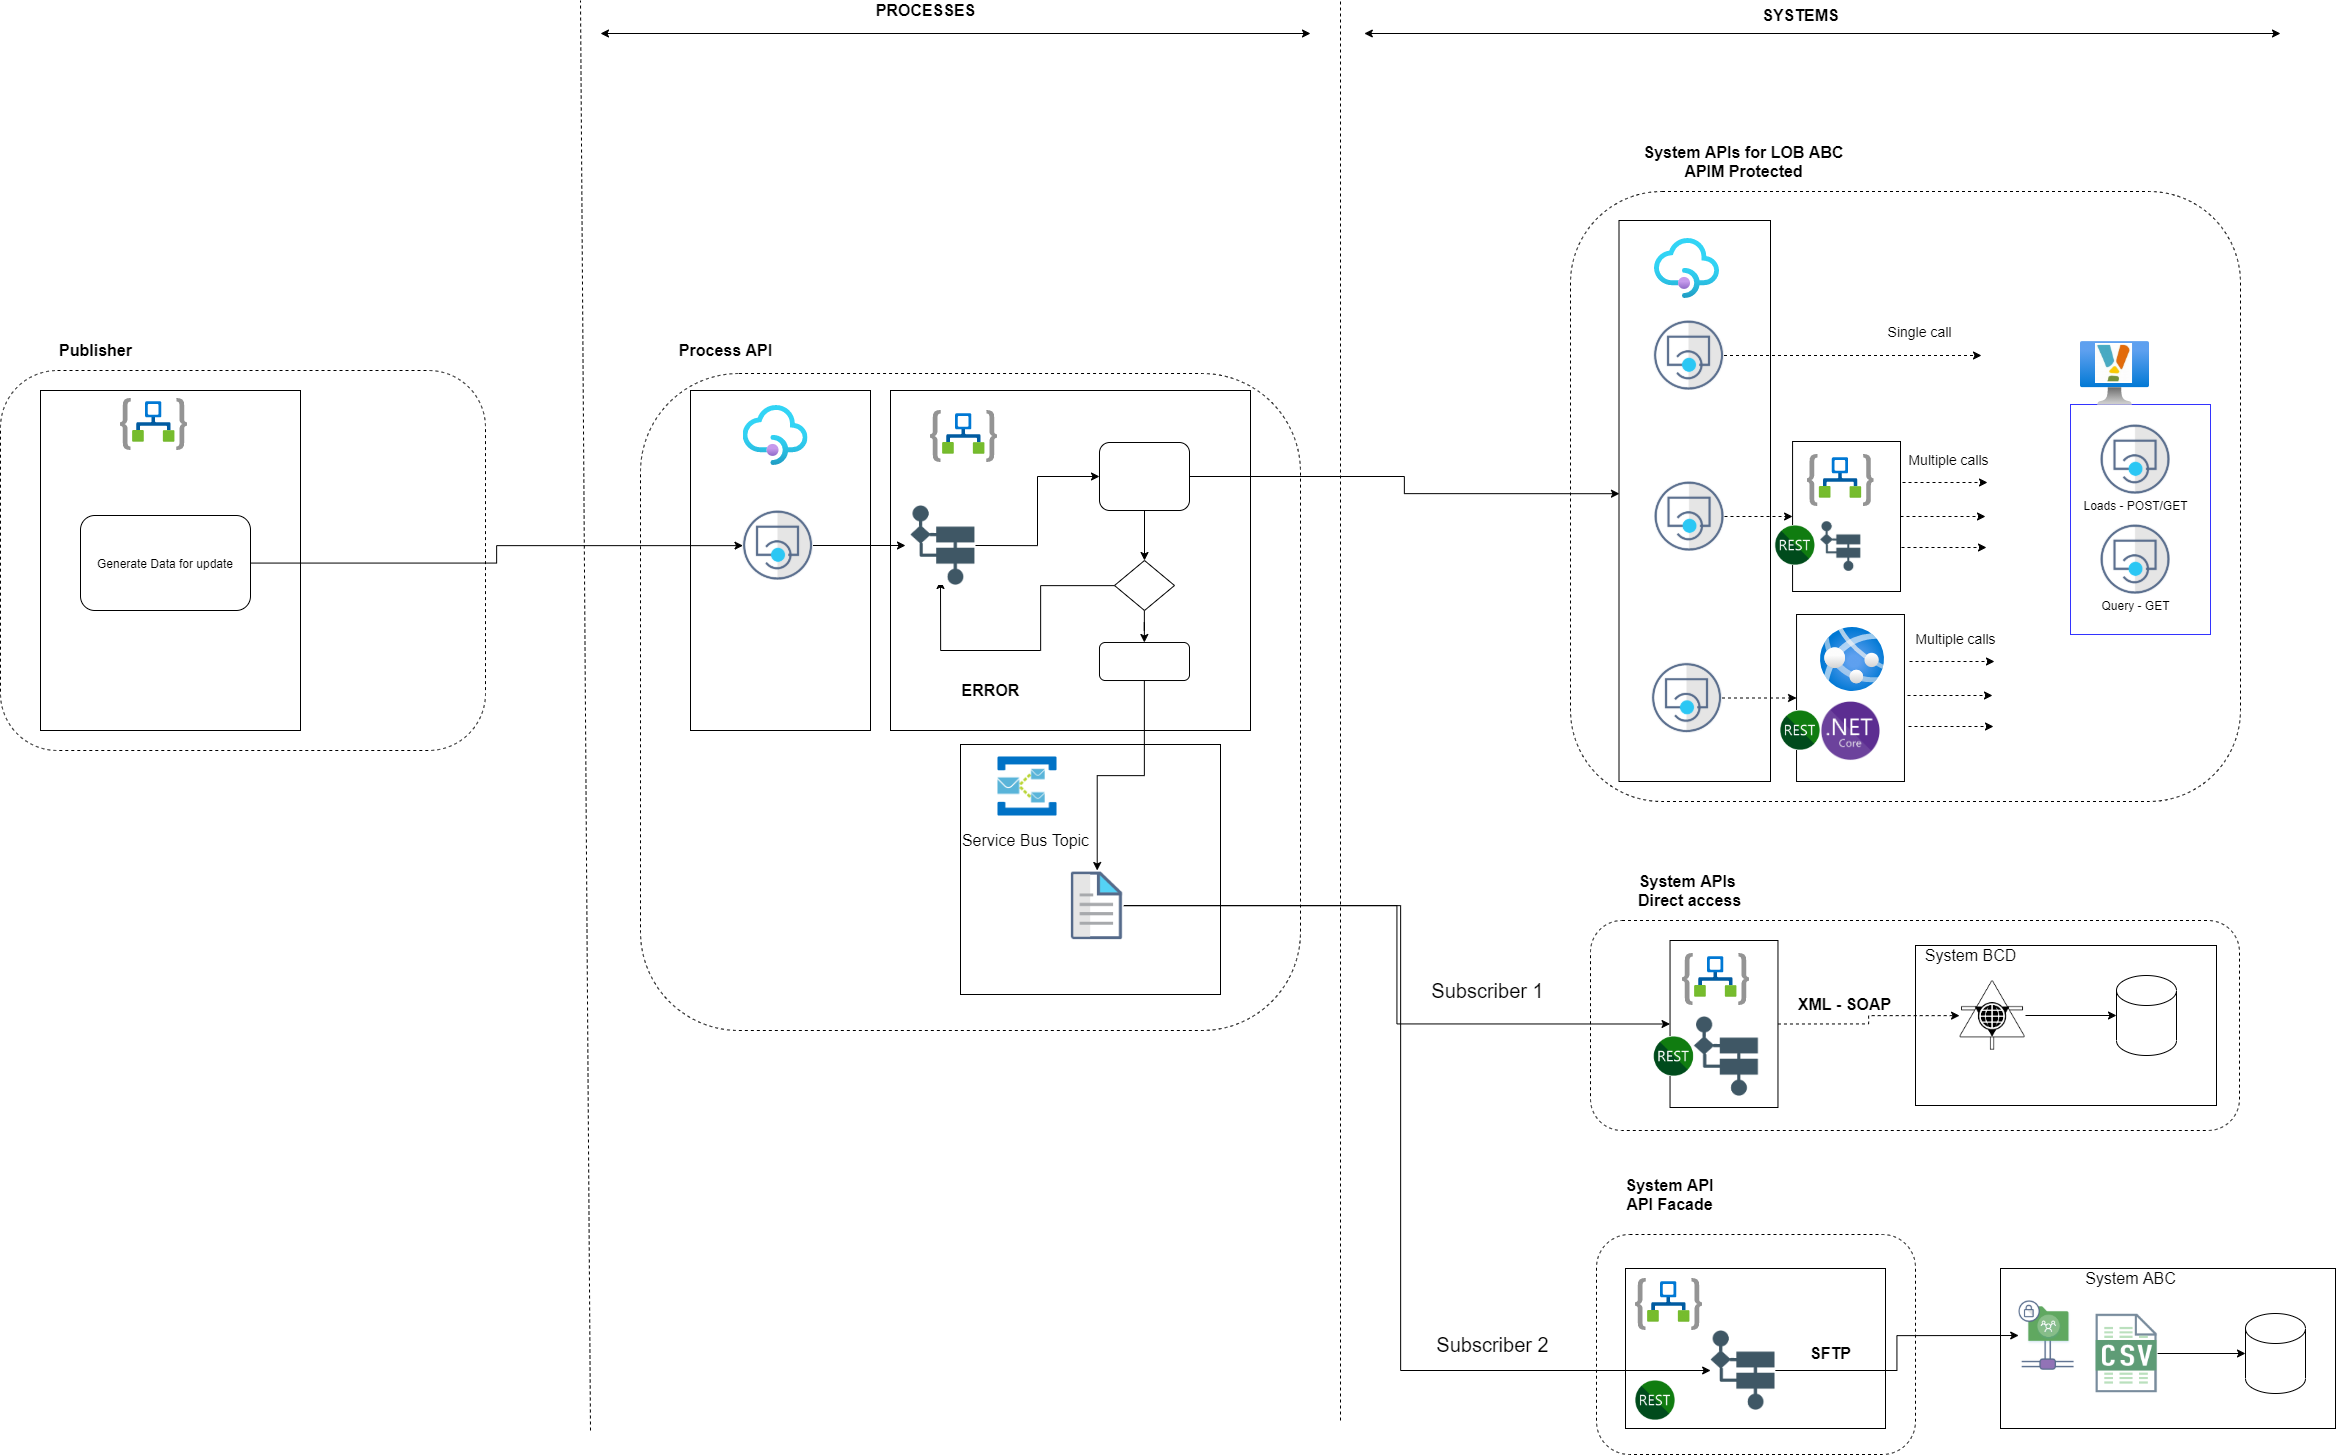 PROCESSES
SYSTEMS
System APIs for LOB ABC
APIM Protected
Single call
Publisher
Process API
Multiple calls
Loads - POST/GET
REST
Generate Data for update
Query - GET
Multiple calls
ERROR
REST
.NET
Core
Service Bus Topic
System APIs
Direct access
System BCD
Subscriber 1
XML - SOAP
REST
System API
API Facade
System ABC
Subscriber 2
SFTP
CSV
REST